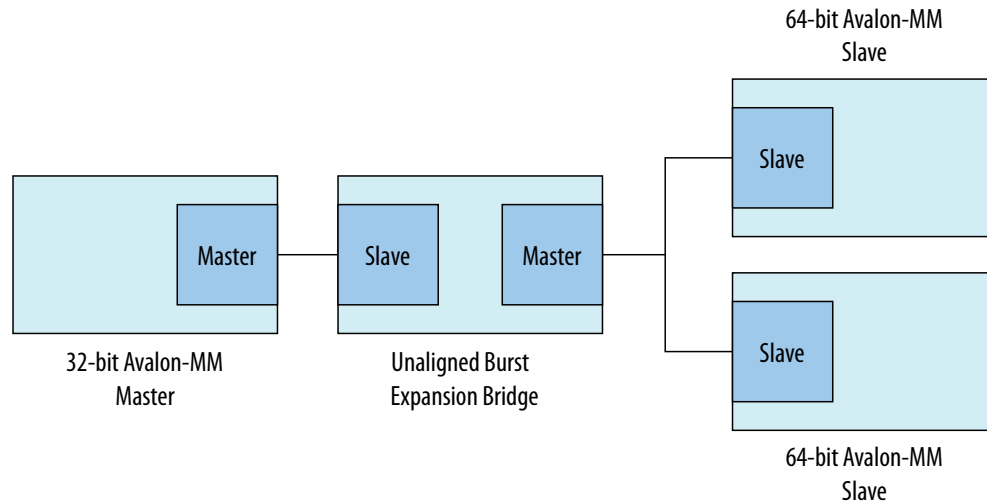 64-bit Avalon-MM
Slave
Slave
Master
Slave
Master
Slave
32-bit Avalon-MM
Master
Unaligned Burst
Expansion Bridge
64-bit Avalon-MM
Slave